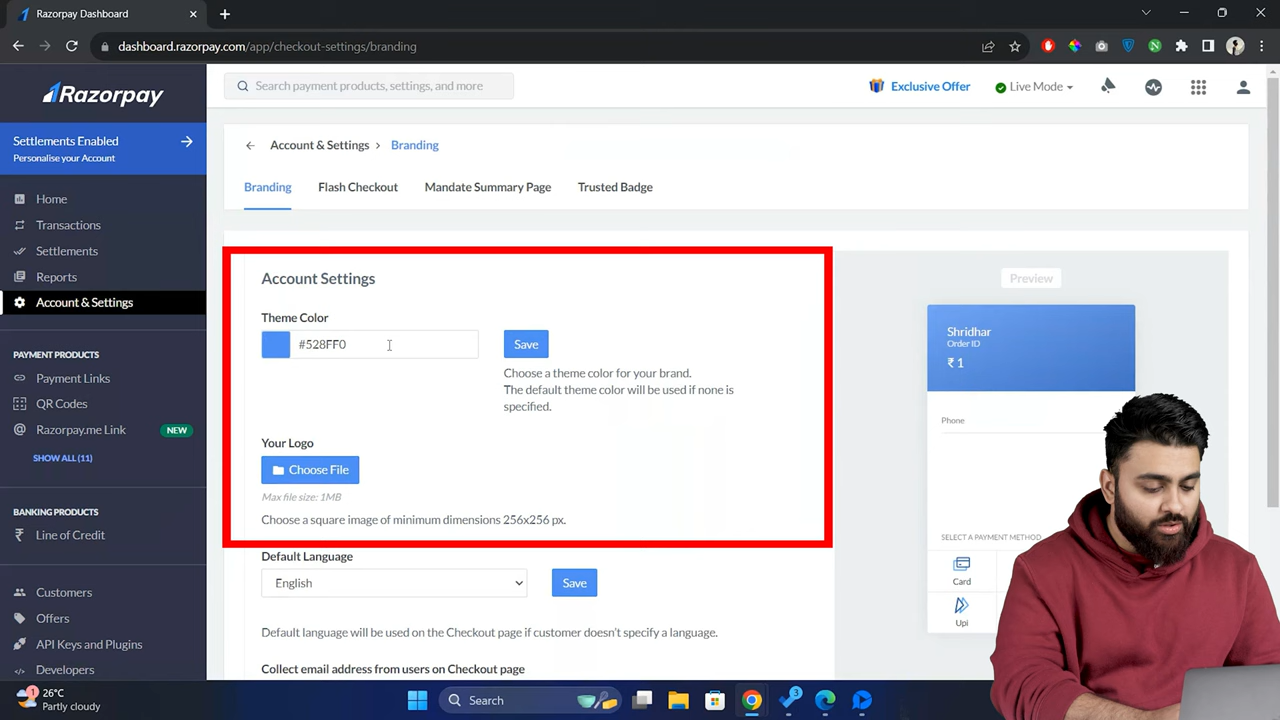 Razorpay Dashboard
dashboard.razorpay.com/app/checkout-settings/branding
Razorpay
Search payment products, settings, and more
Exclusive Offer
Live Mode
Settlements Enabled
Personalise your Account
Home
Transactions
Settlements
Reports
Account & Settings
PAYMENT PRODUCTS
Payment Links
QR Codes
Razorpay.me Link
NEW
SHOW ALL (11)
BANKING PRODUCTS
Line of Credit
Customers
Offers
API Keys and Plugins
Developers
Account & Settings > Branding
Branding
Flash Checkout
Mandate Summary Page
Trusted Badge
Account Settings
Theme Color
#528FF0
Save
Choose a theme color for your brand.
The default theme color will be used if none is
specified.
Your Logo
Choose File
Max file size: 1MB
Choose a square image of minimum dimensions 256x256 px.
Default Language
English
Save
Default language will be used on the Checkout page if customer doesn't specify a language.
Collect email address from users on Checkout page
Preview
Shridhar
Order ID
₹ 1
Phone
SELECT A PAYMENT METHOD
Card
Upi
1
26°C
Partly cloudy
Search
3